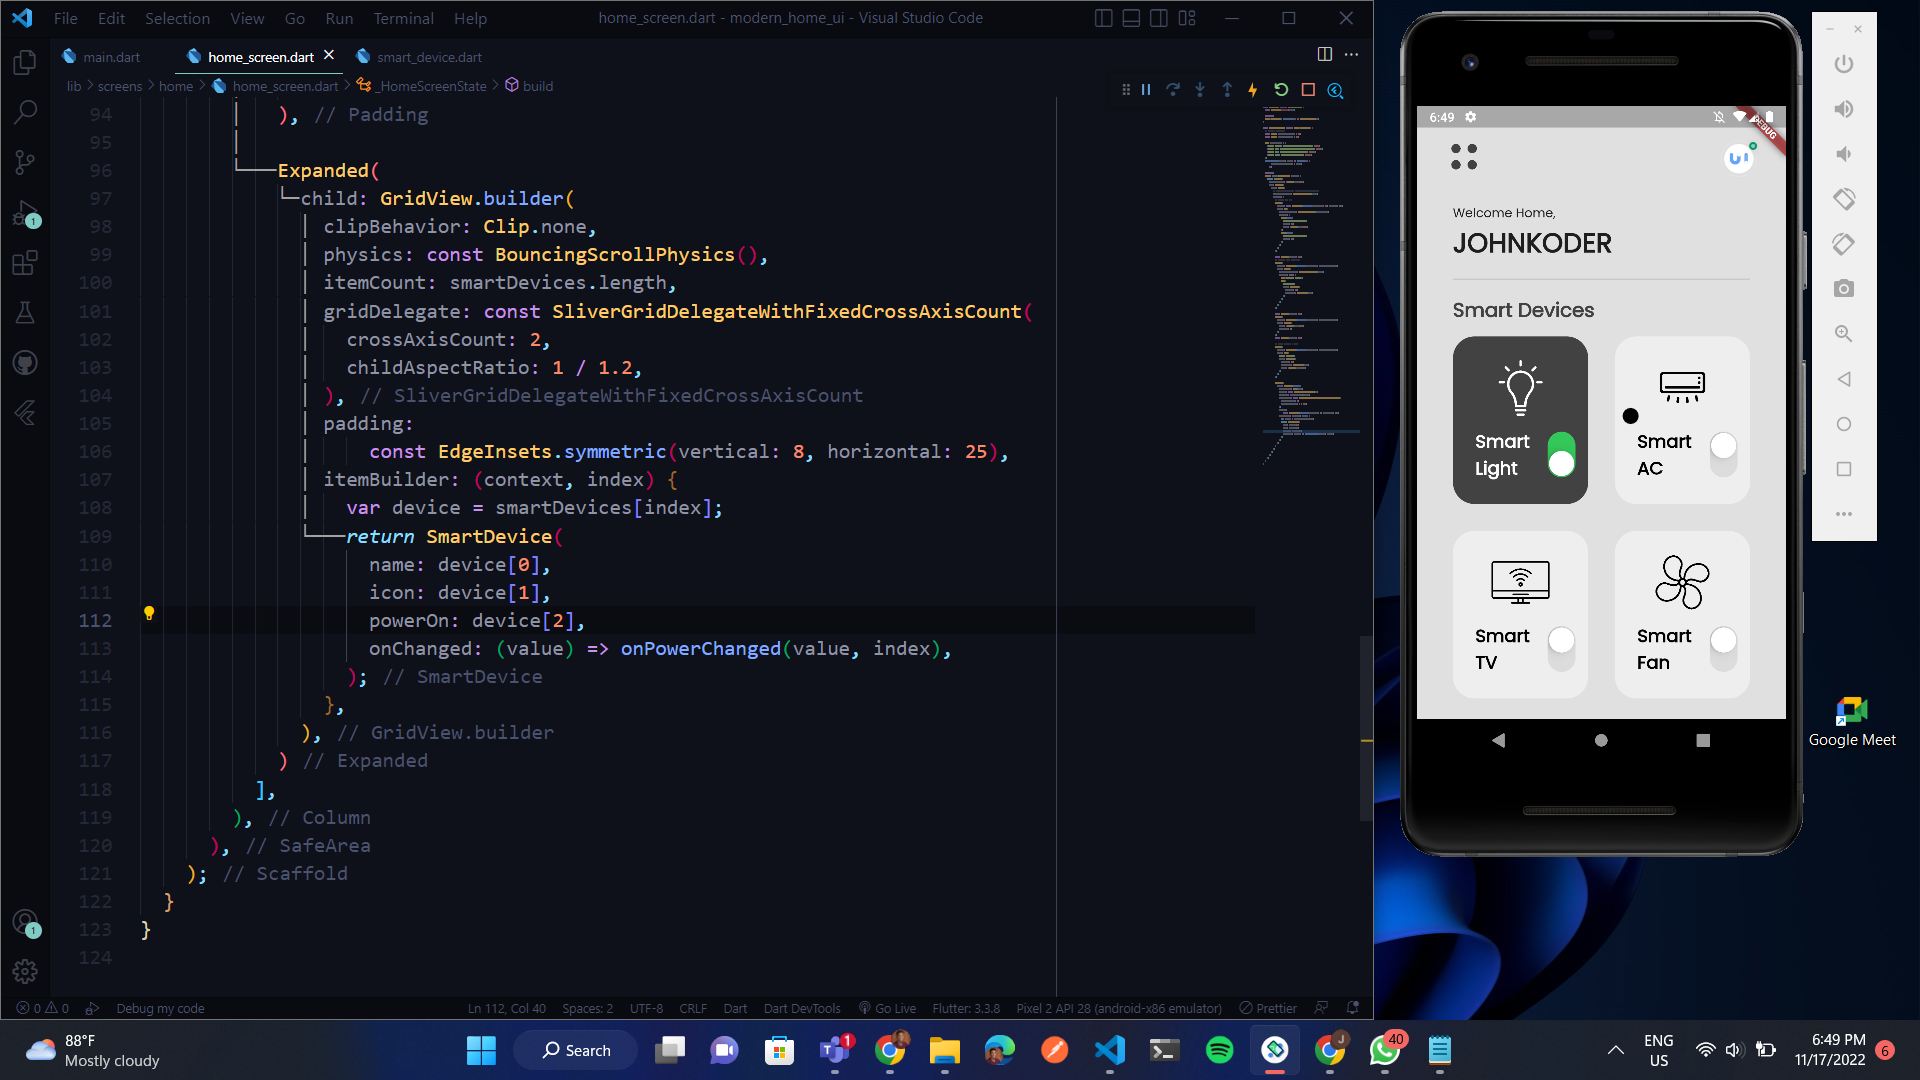 File Edit Selection View Go Run Terminal Help
home_screen.dart - modern_home_ui - Visual Studio Code
main.dart
home_screen.dart
smart_device.dart
lib > screens > home > home_screen.dart > _HomeScreenState > build
94 ), // Padding
95
96 Expanded(
97 child: GridView.builder(
98 clipBehavior: Clip.none,
99 physics: const BouncingScrollPhysics(),
100 itemCount: smartDevices.length,
101 gridDelegate: const SliverGridDelegateWithFixedCrossAxisCount(
102 crossAxisCount: 2,
103 childAspectRatio: 1 / 1.2,
104 ), // SliverGridDelegateWithFixedCrossAxisCount
105 padding:
106 const EdgeInsets.symmetric(vertical: 8, horizontal: 25),
107 itemBuilder: (context, index) {
108 var device = smartDevices[index];
109 return SmartDevice(
110 name: device[0],
111 icon: device[1],
112 powerOn: device[2],
113 onChanged: (value) => onPowerChanged(value, index),
114 ); // SmartDevice
115 },
116 ), // GridView.builder
117 ) // Expanded
118 ],
119 ), // Column
120 ), // SafeArea
121 ); // Scaffold
122 }
123 }
124
1
1
0 0 Debug my code
Ln 112, Col 40 Spaces: 2 UTF-8 CRLF Dart Dart DevTools Go Live Flutter: 3.3.8 Pixel 2 API 28 (android-x86 emulator) Prettier
6:49
DEBUG
Welcome Home,
JOHNKODER
Smart Devices
Smart
Light
Smart
AC
Smart
TV
Smart
Fan
Google Meet
88°F
Mostly cloudy
Search
1
J
40
ENG
US
6:49 PM
11/17/2022
6